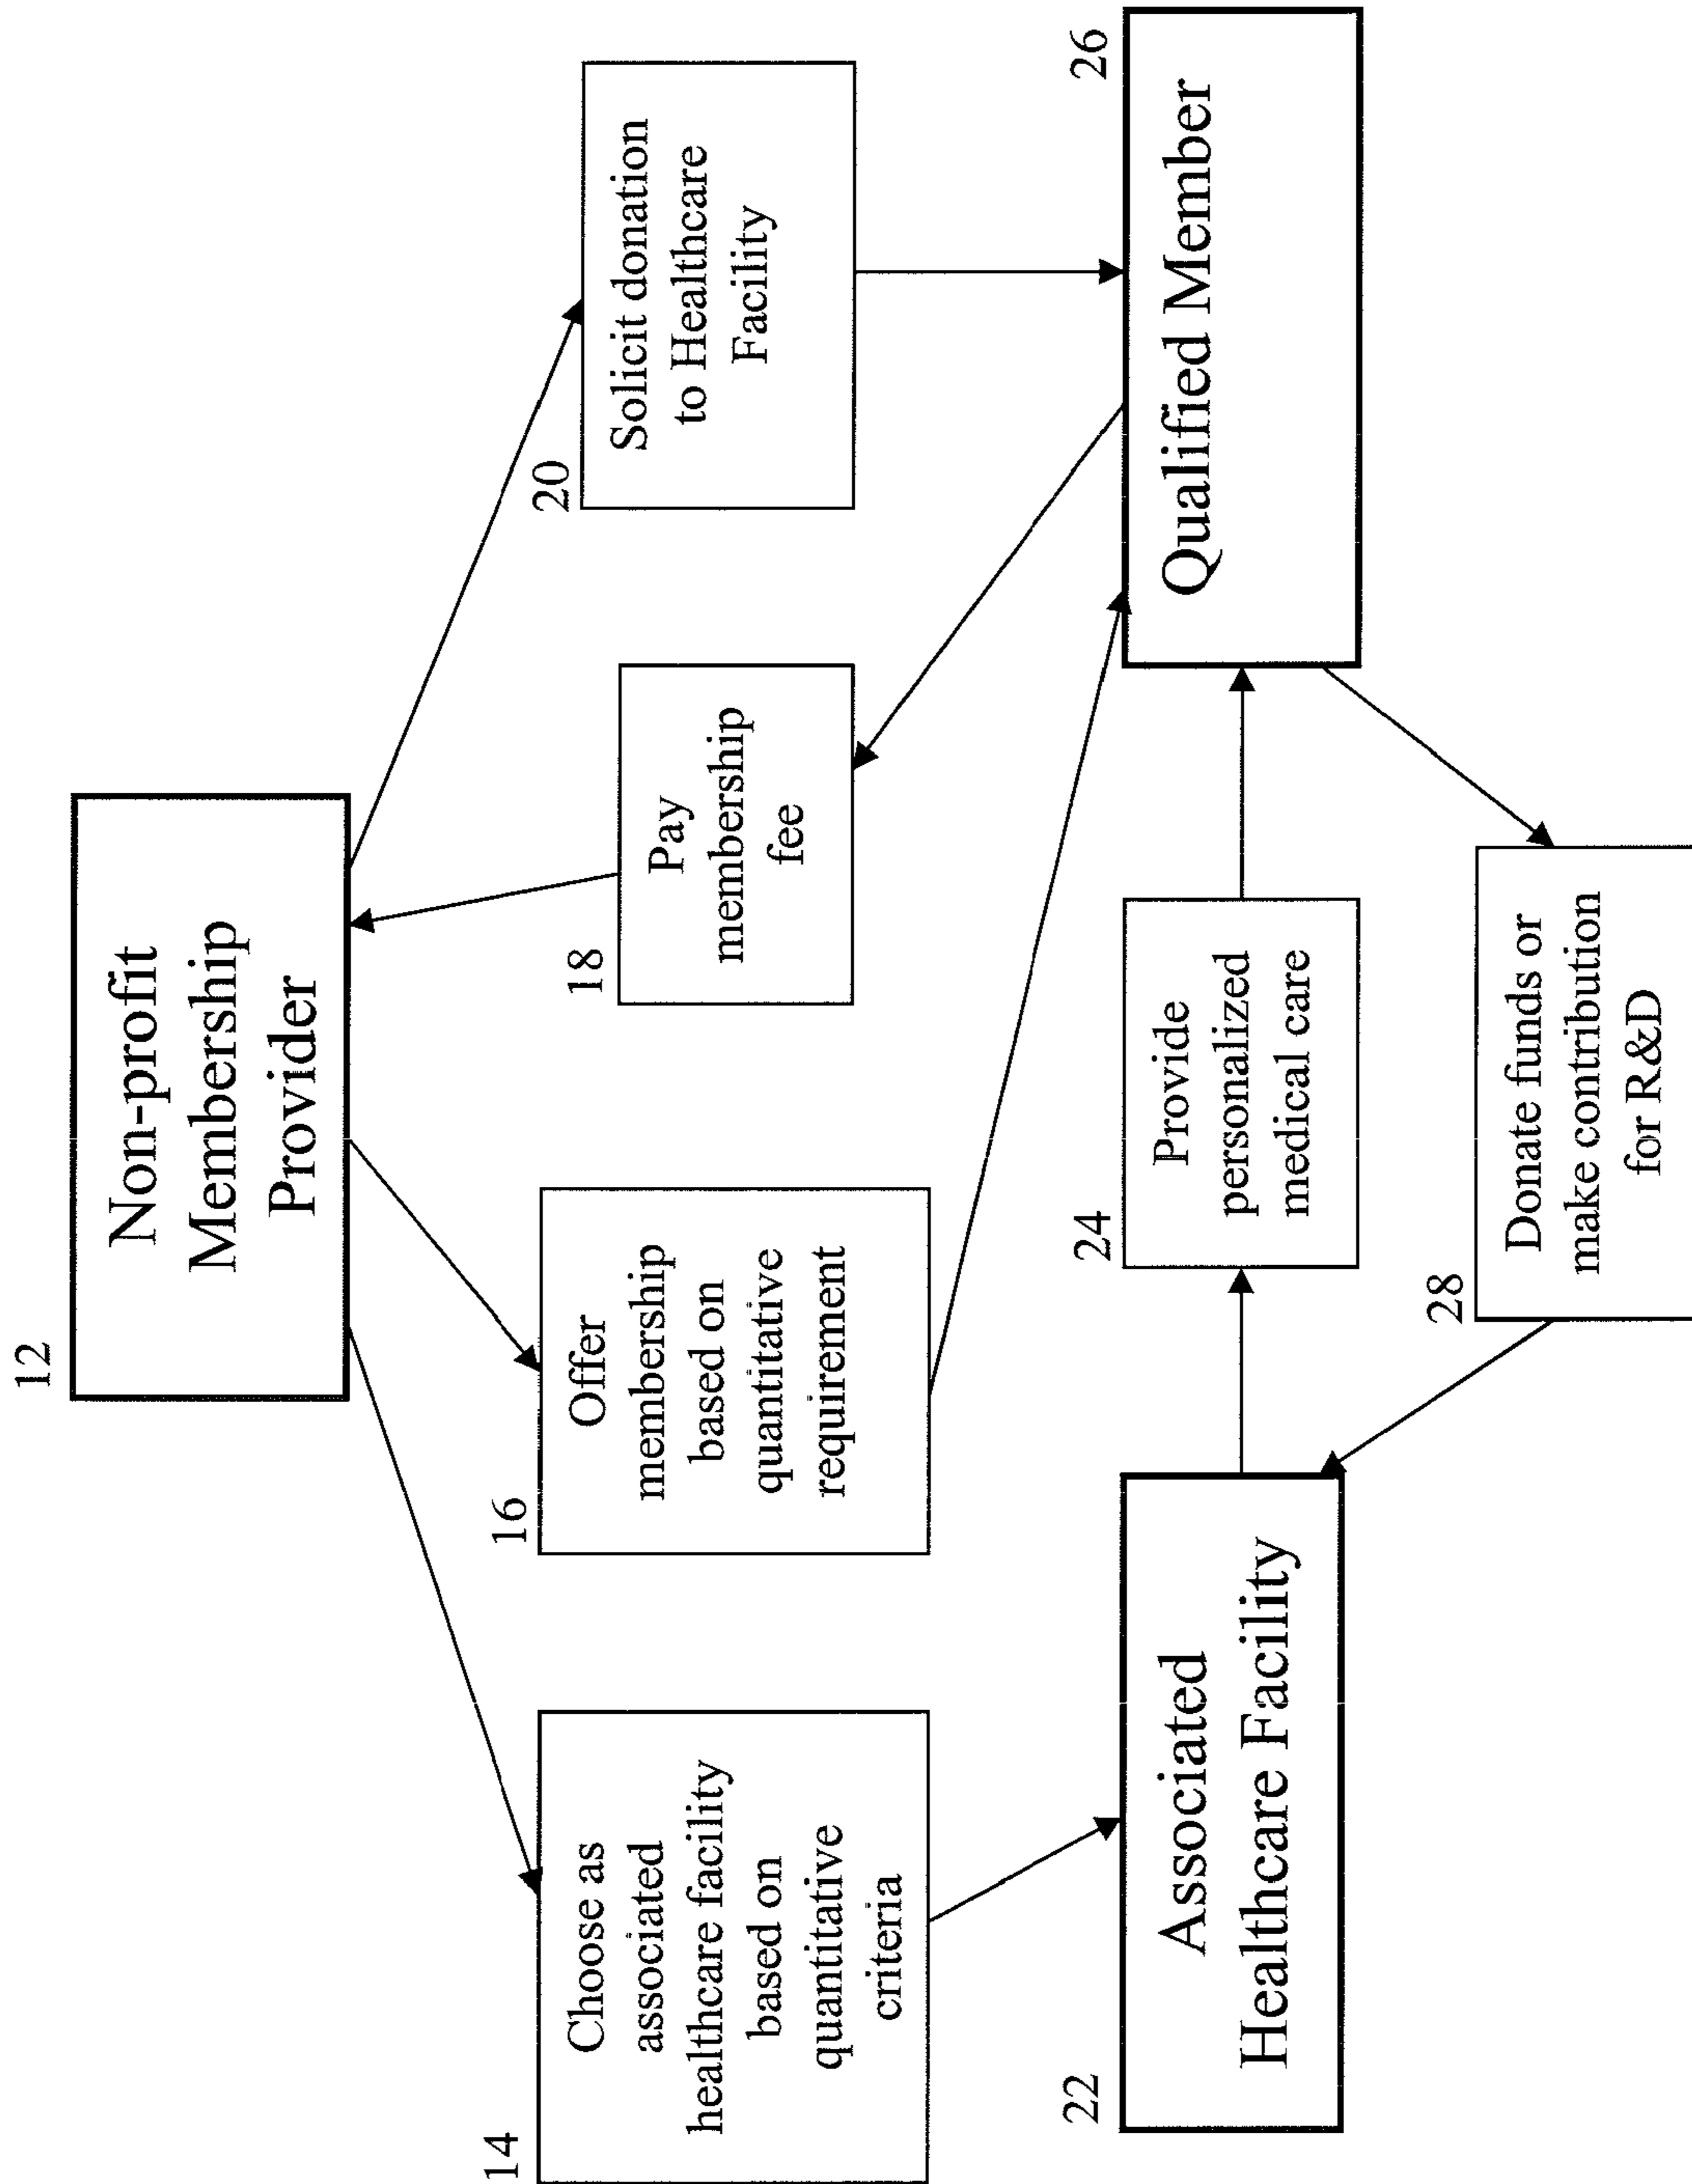 12
Non-profit
Membership
Provider
14
Choose as
associated
healthcare facility
based on
quantitative
criteria
16
Offer
membership
based on
quantitative
requirement
18
Pay
membership
fee
20
Solicit donation
to Healthcare
Facility
22
Associated
Healthcare Facility
24
Provide
personalized
medical care
26
Qualified Member
28
Donate funds or
make contribution
for R&D